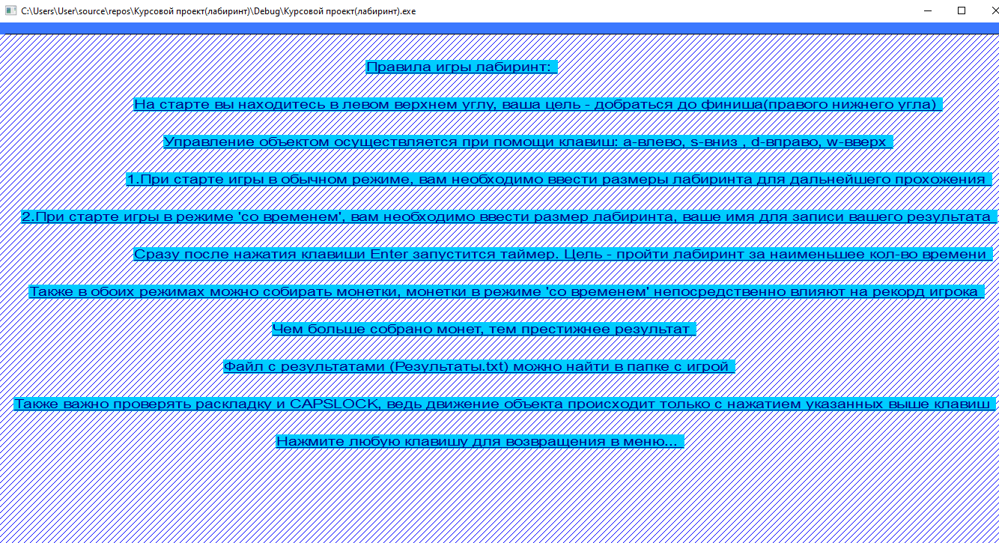 C:\Users\User\source\repos\Курсовой проект(лабиринт)\Debug\Курсовой проект(лабиринт).exe
Правила игры лабиринт:
На старте вы находитесь в левом верхнем углу, ваша цель - добраться до финиша(правого нижнего угла)
Управление объектом осуществляется при помощи клавиш: a-влево, s-вниз , d-вправо, w-вверх
1.При старте игры в обычном режиме, вам необходимо ввести размеры лабиринта для дальнейшего прохожения
2.При старте игры в режиме 'со временем', вам необходимо ввести размер лабиринта, ваше имя для записи вашего результата
Сразу после нажатия клавиши Enter запустится таймер. Цель - пройти лабиринт за наименьшее кол-во времени
Также в обоих режимах можно собирать монетки, монетки в режиме 'со временем' непосредственно влияют на рекорд игрока
Чем больше собрано монет, тем престижнее результат
Файл с результатами (Результаты.txt) можно найти в папке с игрой
Также важно проверять раскладку и CAPSLOCK, ведь движение объекта происходит только с нажатием указанных выше клавиш
Нажмите любую клавишу для возвращения в меню...